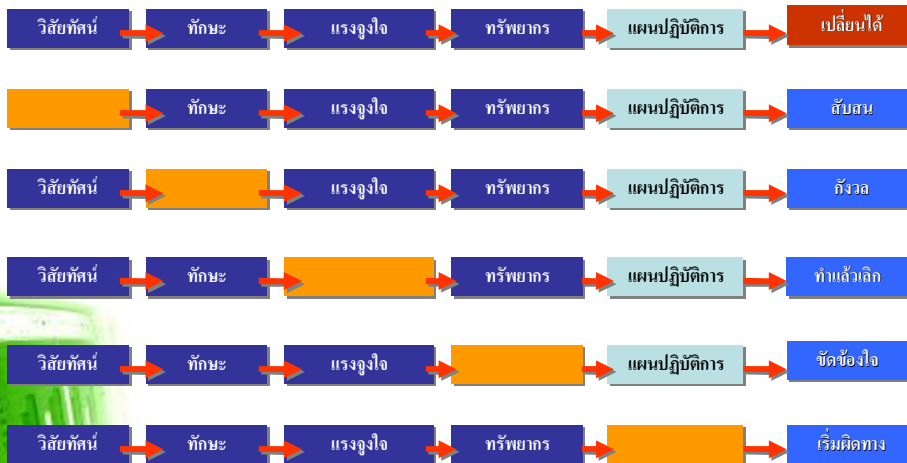 วิสัยทัศน์ ทักษะ แรงจูงใจ ทรัพยากร แผนปฏิบัติการ เปลี่ยนได้
ทักษะ แรงจูงใจ ทรัพยากร แผนปฏิบัติการ สับสน
วิสัยทัศน์ แรงจูงใจ ทรัพยากร แผนปฏิบัติการ กังวล
วิสัยทัศน์ ทักษะ ทรัพยากร แผนปฏิบัติการ ทำแล้วเลิก
วิสัยทัศน์ ทักษะ แรงจูงใจ แผนปฏิบัติการ ขัดข้องใจ
วิสัยทัศน์ ทักษะ แรงจูงใจ ทรัพยากร เริ่มผิดทาง